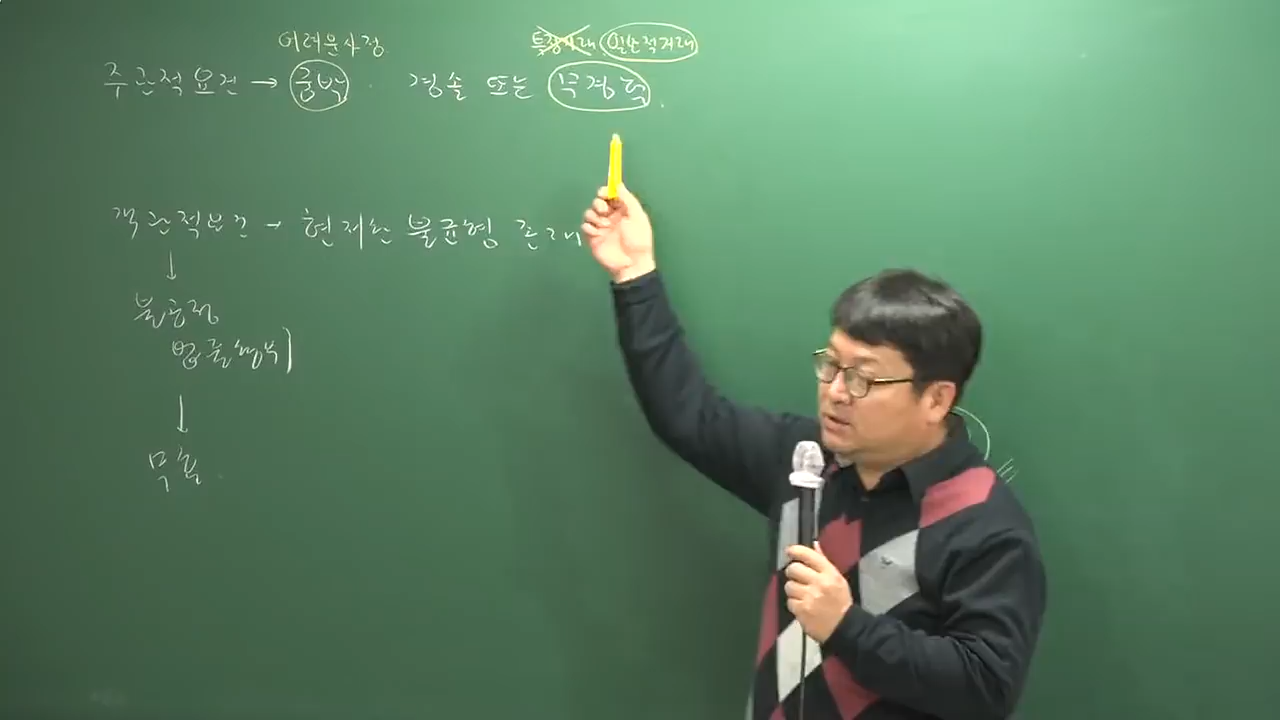 어려운사정 특정거래 일반적거래
주관적요건 → 궁박. 경솔 또는 무경험.
객관적요건 → 현저한 불균형 존재
↓
불공정
법률행위
↓
무효.